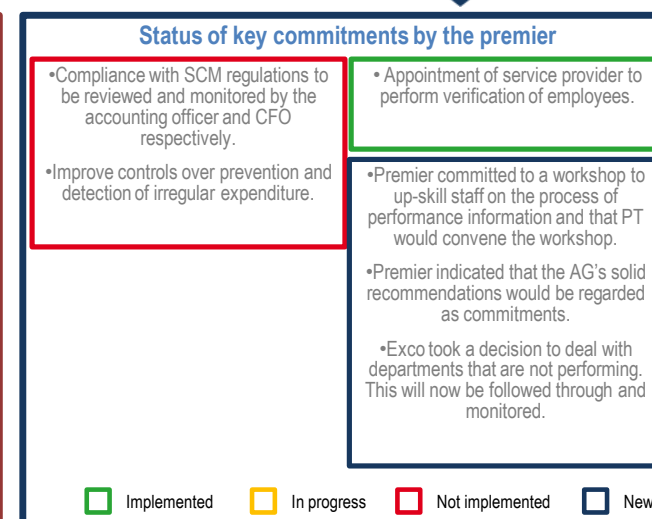 Status of key commitments by the premier
•Compliance with SCM regulations to
be reviewed and monitored by the
accounting officer and CFO
respectively.
•Improve controls over prevention and
detection of irregular expenditure.
• Appointment of service provider to
perform verification of employees.
•Premier committed to a workshop to
up-skill staff on the process of
performance information and that PT
would convene the workshop.
•Premier indicated that the AG's solid
recommendations would be regarded
as commitments.
•Exco took a decision to deal with
departments that are not performing.
This will now be followed through and
monitored.
Implemented In progress Not implemented New